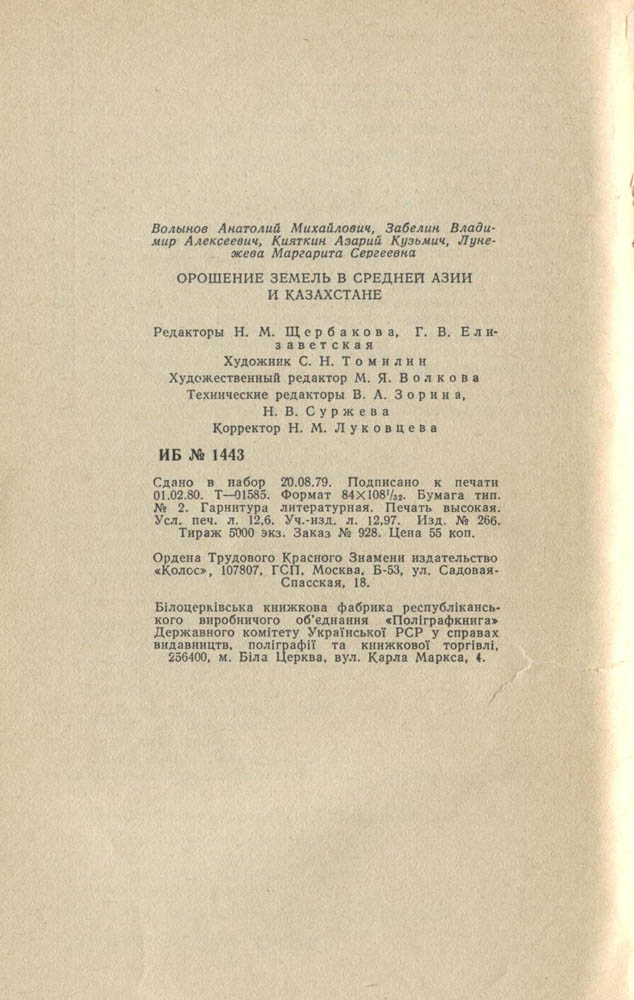 Волынов Анатолий Михайлович, Забелин Влади-
мир Алексеевич, Кияткин Азарий Кузьмич, Луне-
жева Маргарита Сергеевна
ОРОШЕНИЕ ЗЕМЕЛЬ В СРЕДНЕЙ АЗИИ
И КАЗАХСТАНЕ
Редакторы Н. М. Щербакова, Г. В. Ели-
заветская
Художник С. Н. Томилин
Художественный редактор М. Я. Волкова
Технические редакторы В. А. Зорина,
Н. В. Суржева
Корректор Н. М. Луковцева
ИБ № 1443
Сдано в набор 20.08.79. Подписано к печати
01.02.80. Т—01585. Формат 84×108¹/₃₂. Бумага тип.
№ 2. Гарнитура литературная. Печать высокая.
Усл. печ. л. 12,6. Уч.-изд. л. 12,97. Изд. № 266.
Тираж 5000 экз. Заказ № 928. Цена 55 коп.
Ордена Трудового Красного Знамени издательство
«Колос», 107807, ГСП, Москва, Б-53, ул. Садовая-
Спасская, 18.
Білоцерківська книжкова фабрика республікансь-
кого виробничого об'єднання «Поліграфкнига»
Державного комітету Української РСР у справах
видавництв, поліграфії та книжкової торгівлі,
256400, м. Біла Церква, вул. Карла Маркса, 4.